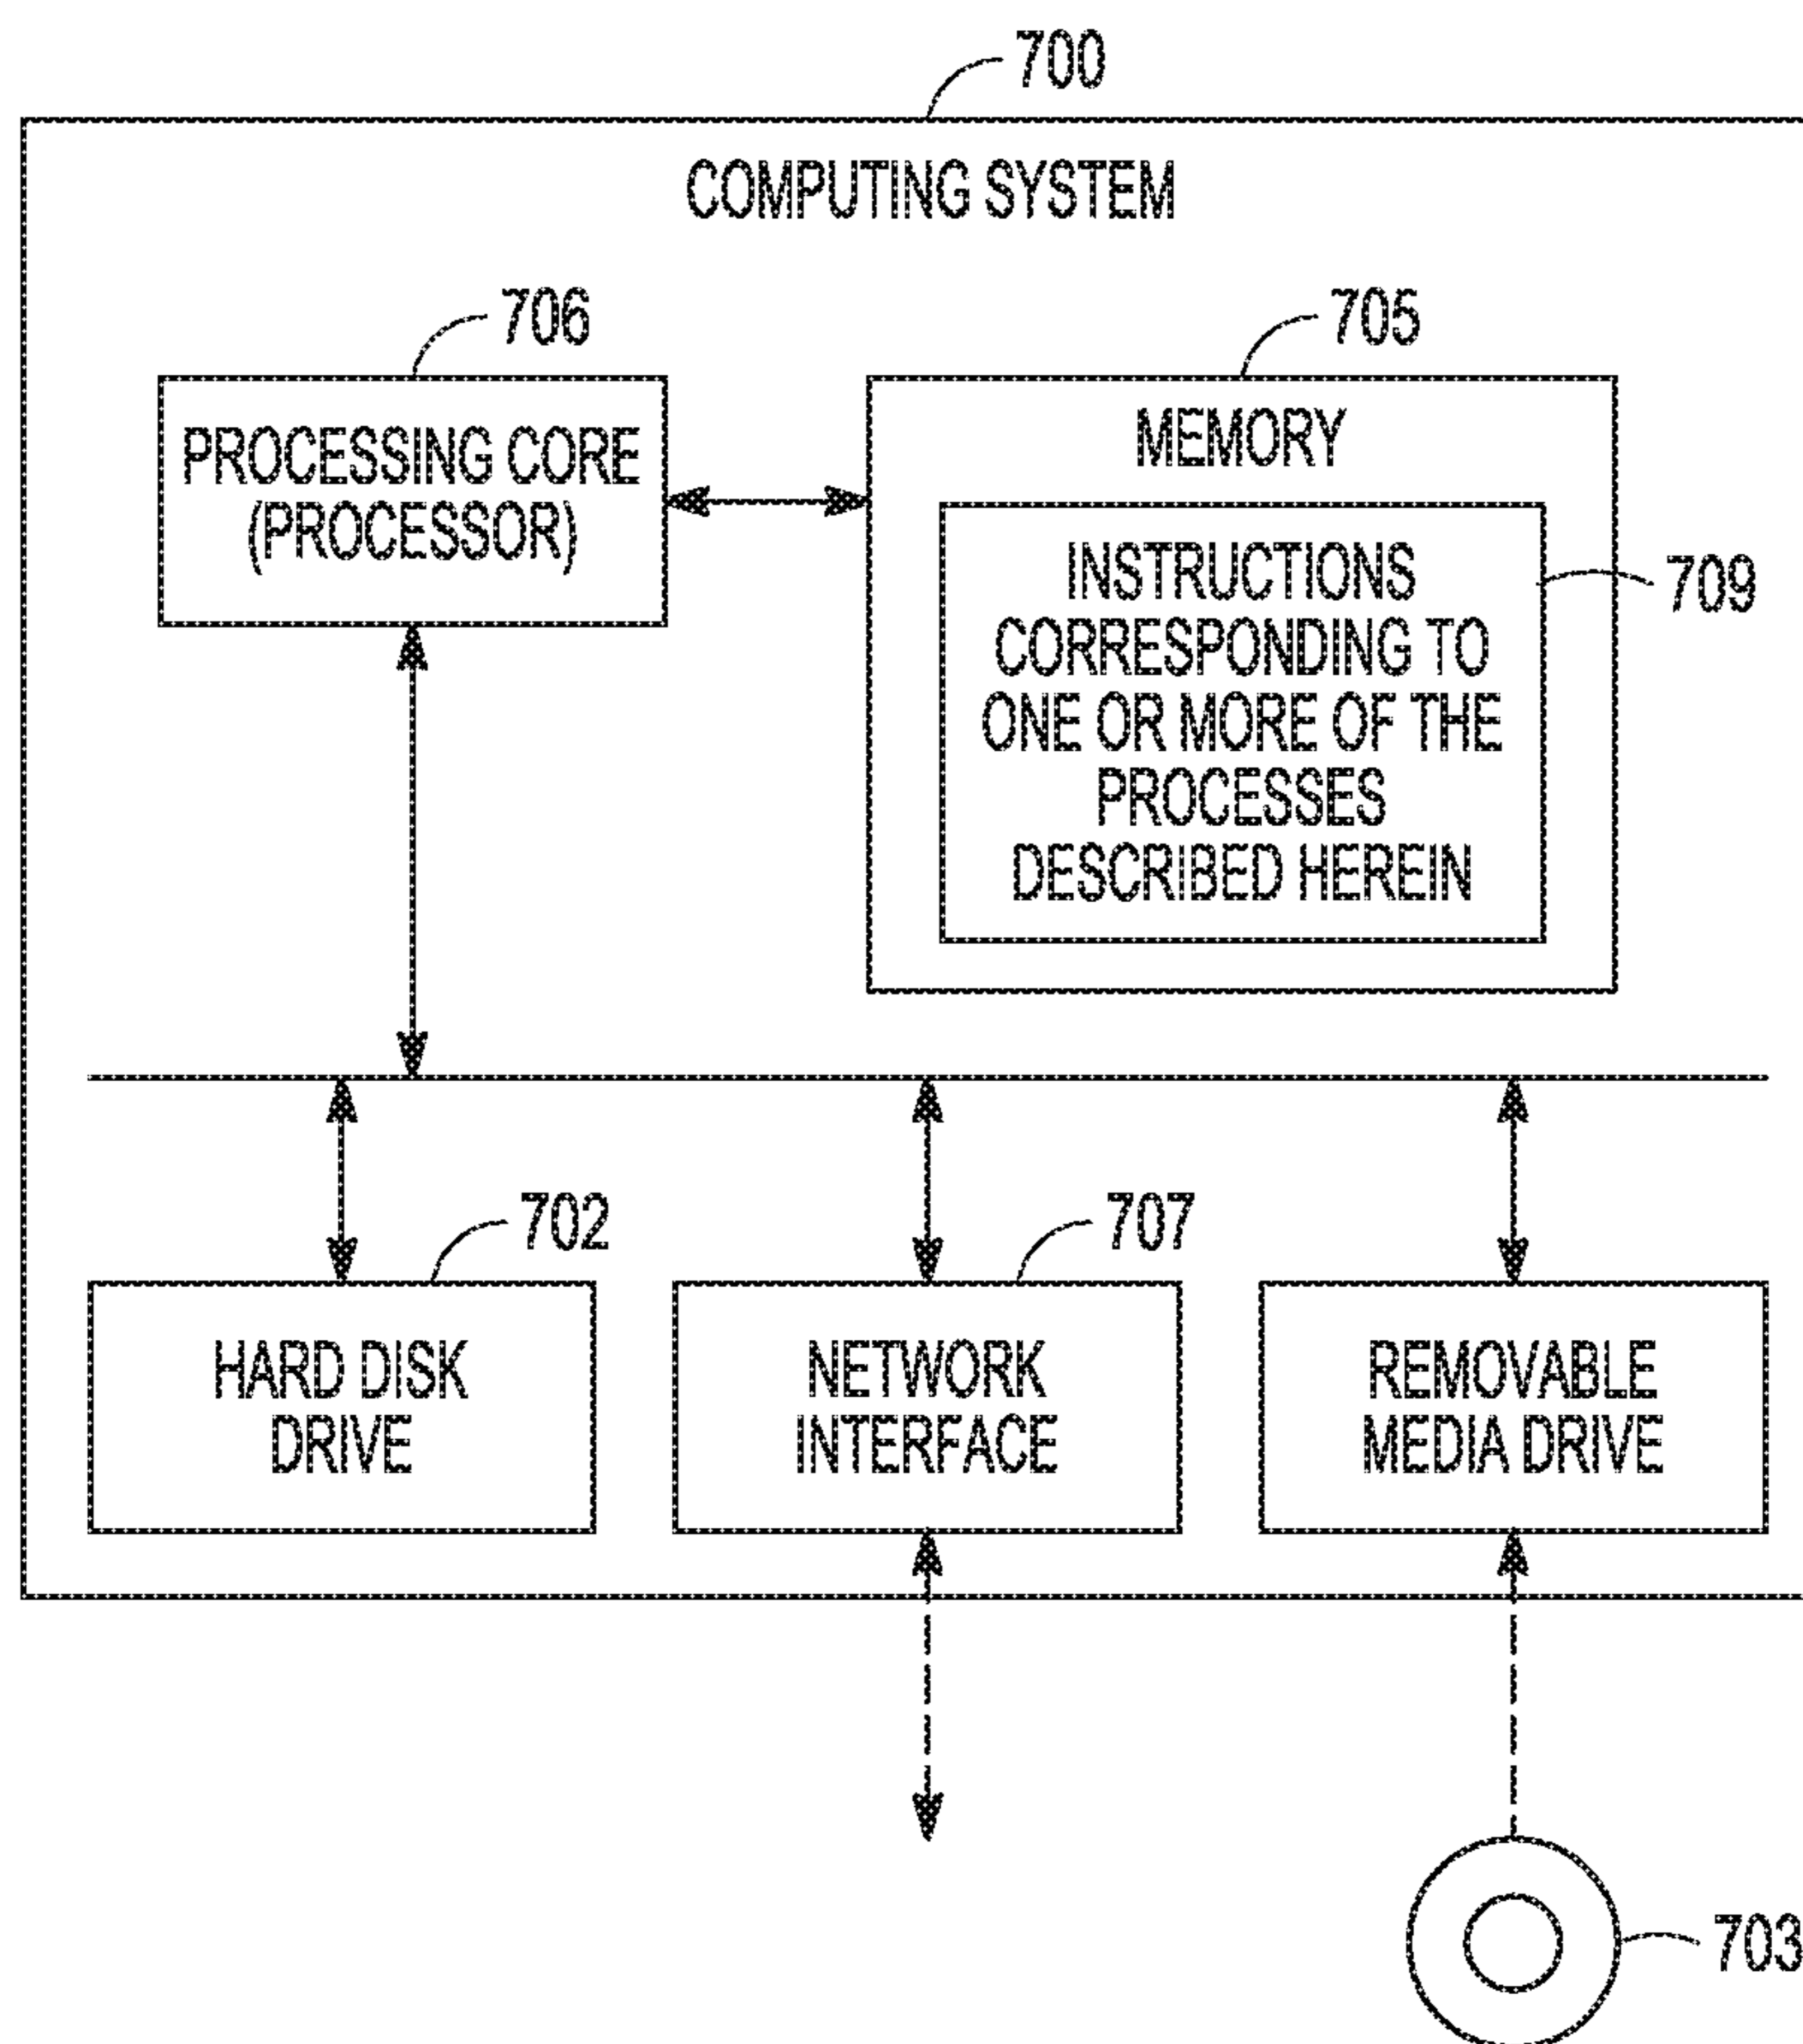 700
COMPUTING SYSTEM
706
705
PROCESSING CORE
(PROCESSOR)
MEMORY
INSTRUCTIONS
CORRESPONDING TO
ONE OR MORE OF THE
PROCESSES
DESCRIBED HEREIN
709
702
707
HARD DISK
DRIVE
NETWORK
INTERFACE
REMOVABLE
MEDIA DRIVE
703